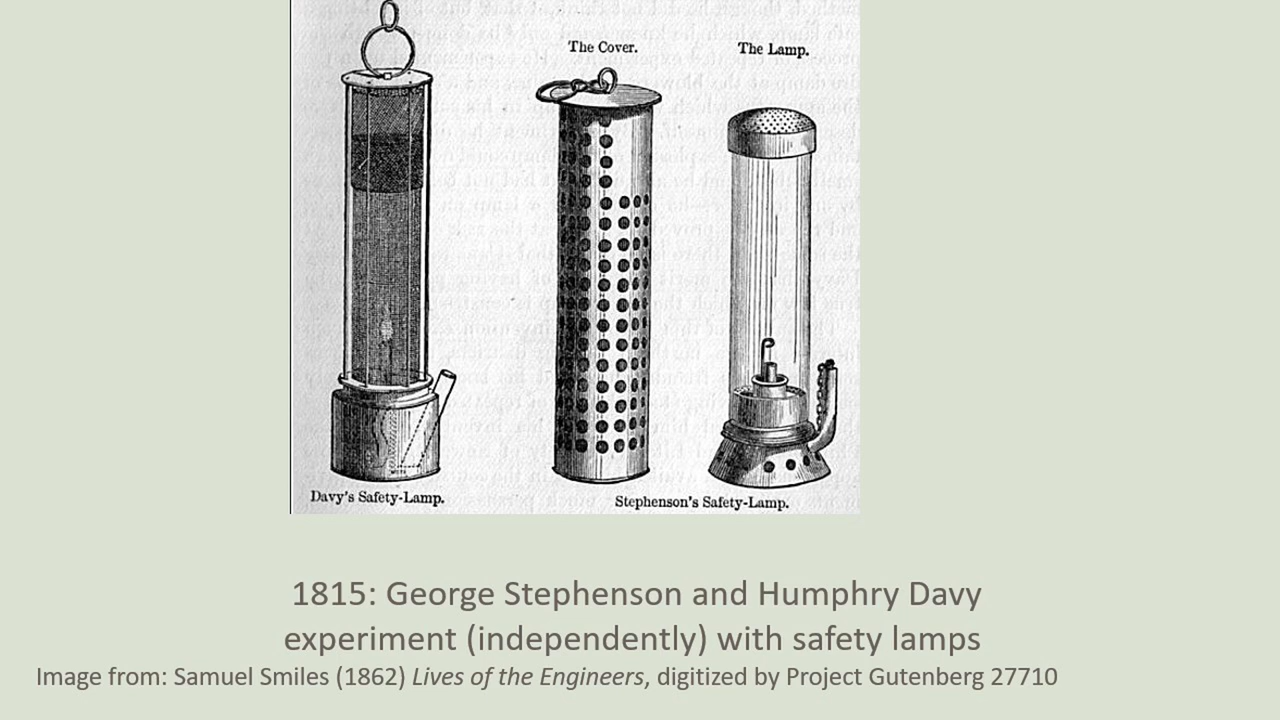 The Cover.
The Lamp.
Davy's Safety-Lamp.
Stephenson's Safety-Lamp.
1815: George Stephenson and Humphry Davy
experiment (independently) with safety lamps
Image from: Samuel Smiles (1862) Lives of the Engineers, digitized by Project Gutenberg 27710